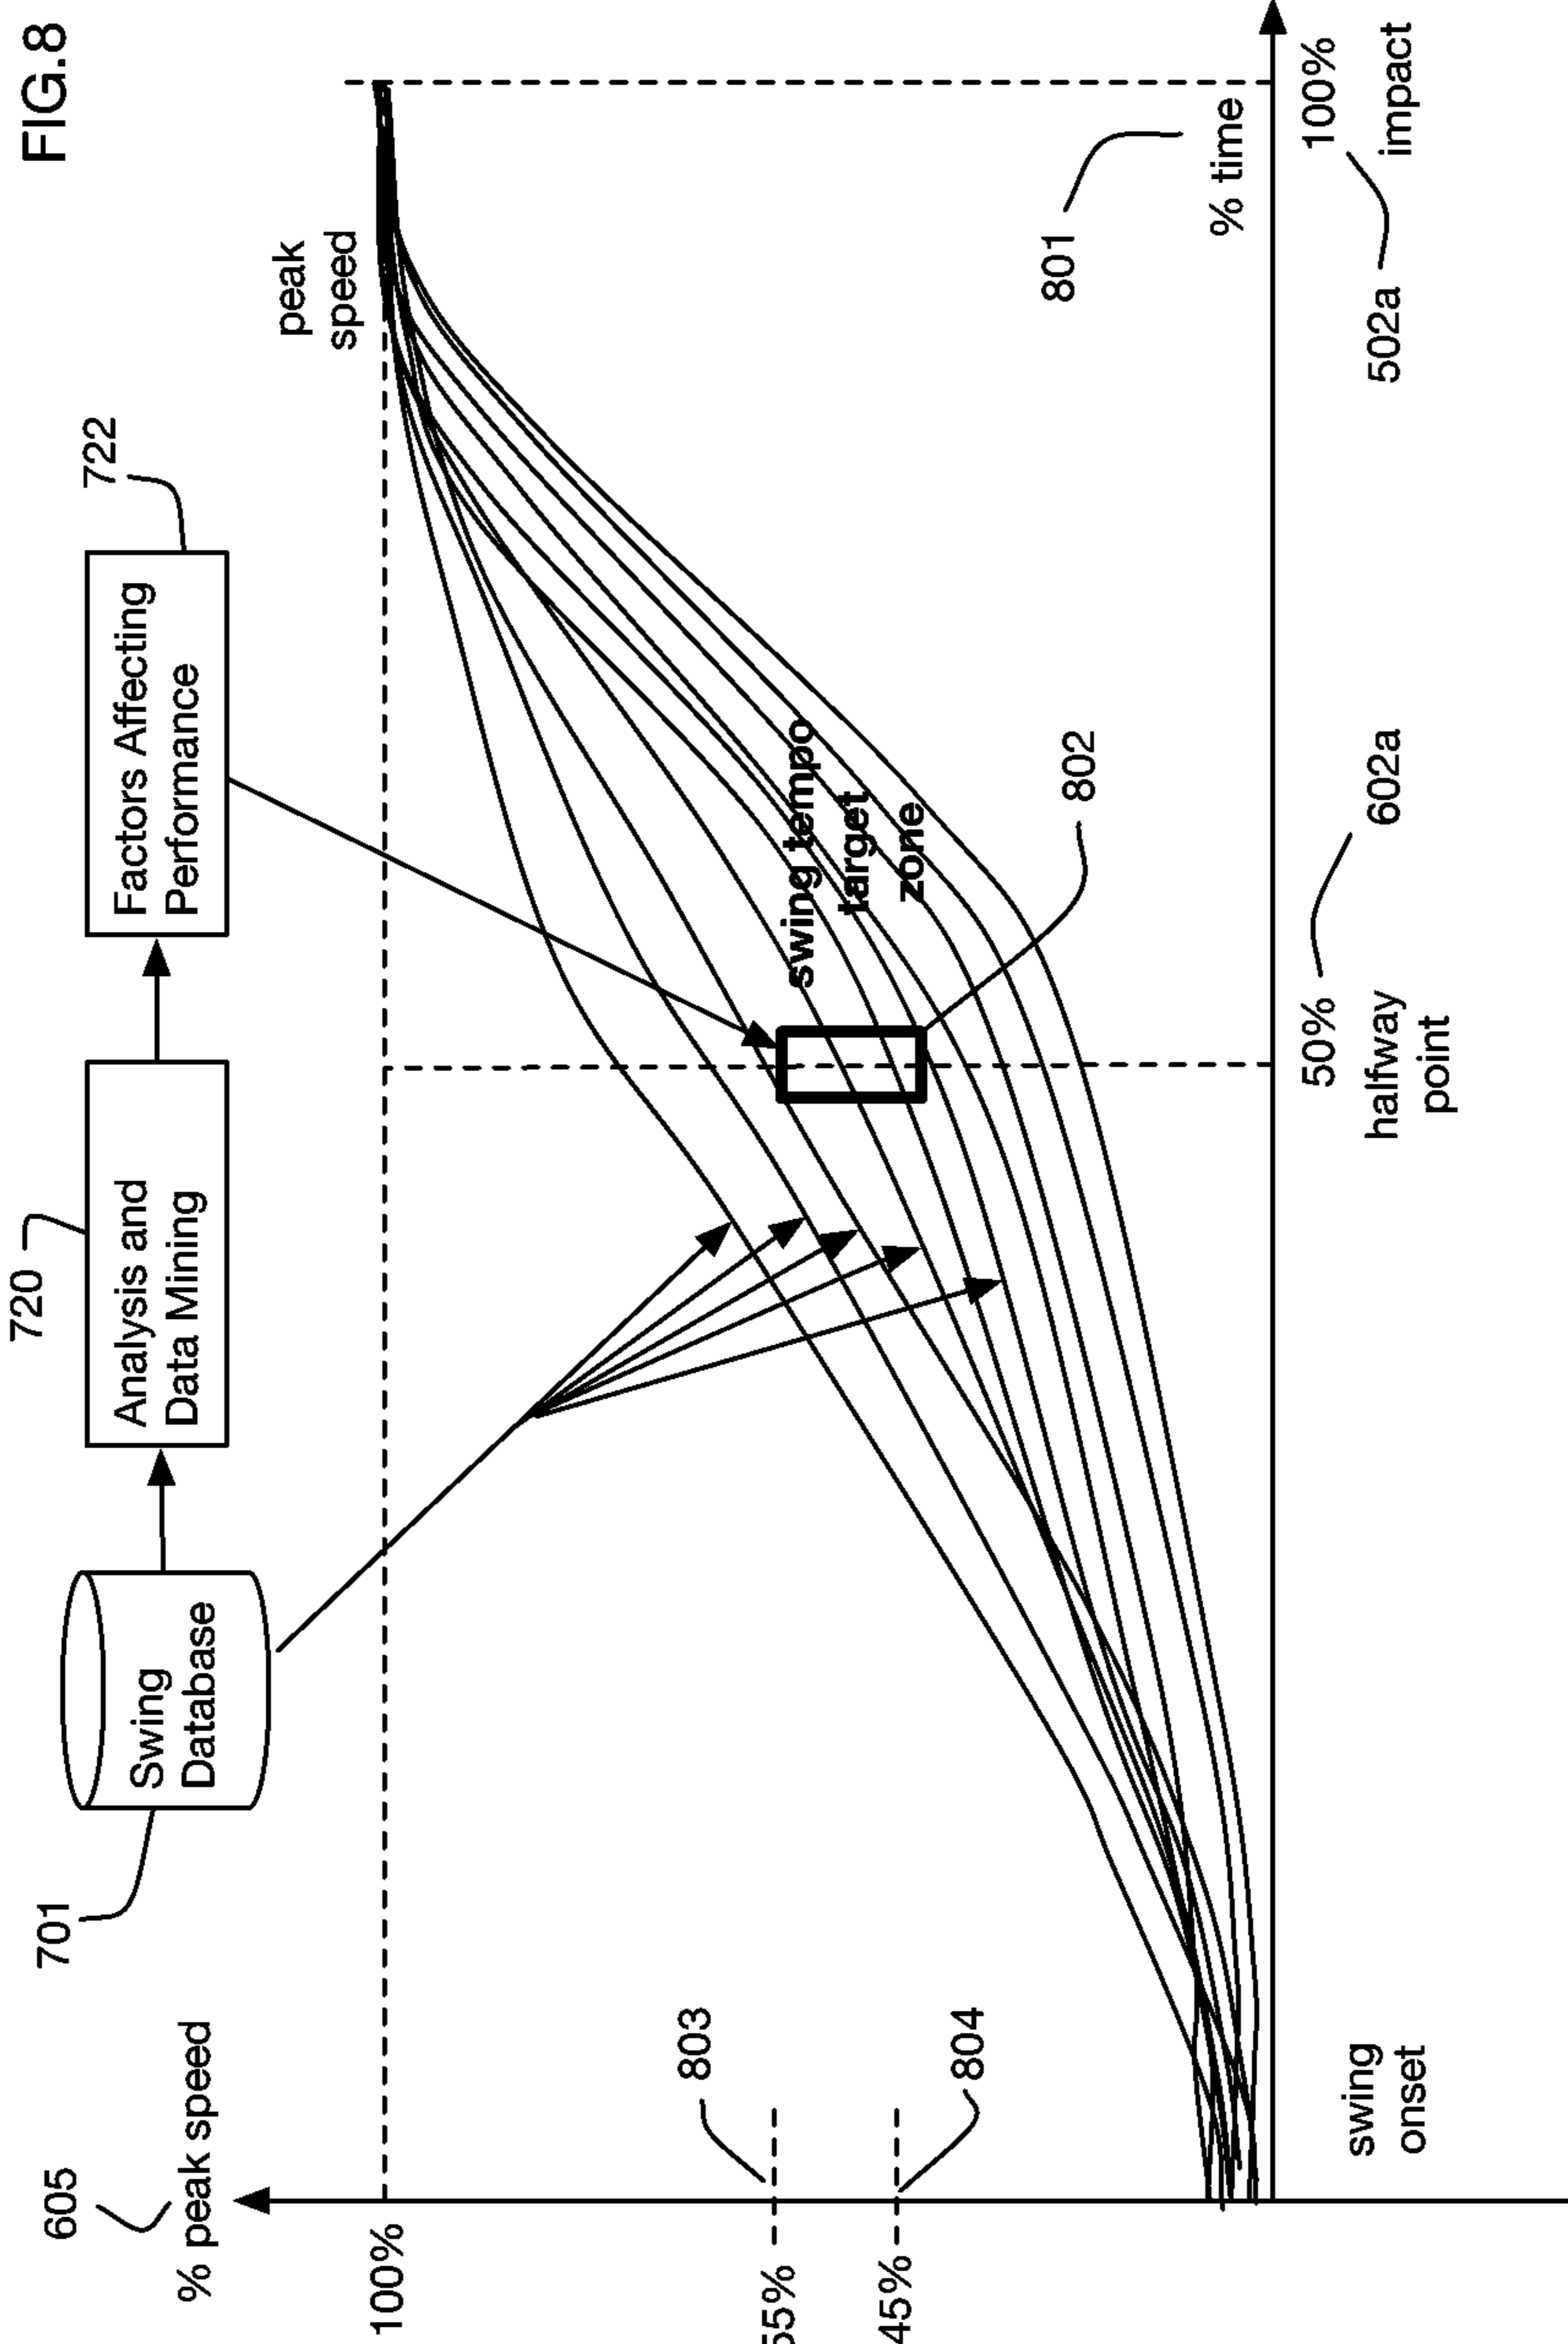 FIG.8
605
% peak speed
701
Swing
Database
720
Analysis and
Data Mining
722
Factors Affecting
Performance
100%
peak
speed
803
55%
804
45%
swing tempo
target
zone
802
801
% time
swing
onset
50%
halfway
point
602a
100%
impact
502a